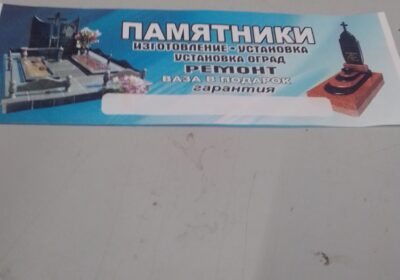 ПАМЯТНИКИ
ИЗГОТОВЛЕНИЕ-УСТАНОВКА
УСТАНОВКА ОГРАД
РЕМОНТ
ВАЗА В ПОДАРОК
гарантия